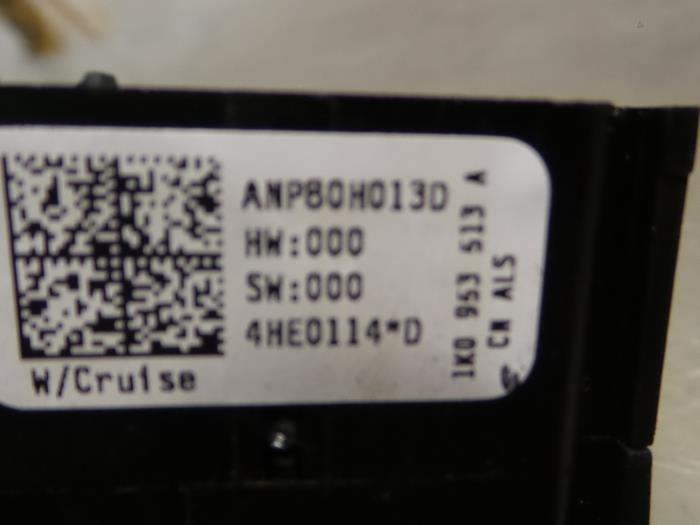 ANP80H013D
HW:000
SW:000
4HE0114*D
W/Cruise
1K0 953 513 A
CN ALS